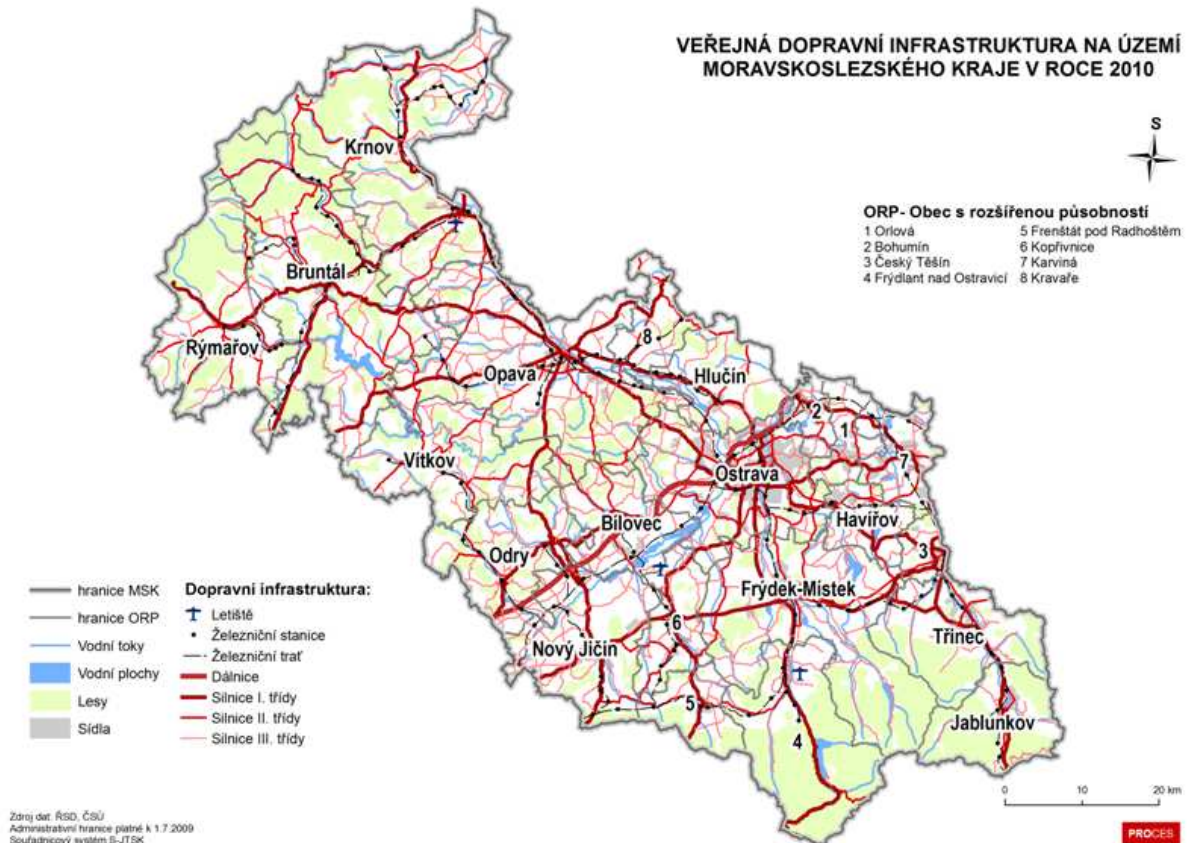 VEŘEJNÁ DOPRAVNÍ INFRASTRUKTURA NA ÚZEMÍ
MORAVSKOSLEZSKÉHO KRAJE V ROCE 2010
S
ORP- Obec s rozšířenou působností
1 Orlová
2 Bohumín
3 Český Těšín
4 Frýdlant nad Ostravicí
5 Frenštát pod Radhoštěm
6 Kopřivnice
7 Karviná
8 Kravaře
Krnov
Bruntál
Rýmařov
8
Opava
Hlučín
2
1
Vítkov
Ostrava
7
Bílovec
Havířov
Odry
3
Frýdek-Místek
6
Třinec
Nový Jičín
5
Jablunkov
4
hranice MSK
hranice ORP
Vodní toky
Vodní plochy
Lesy
Sídla
Dopravní infrastruktura:
Letiště
Železniční stanice
Železniční trať
Dálnice
Silnice I. třídy
Silnice II. třídy
Silnice III. třídy
0 10 20 km
Zdroj dat: ŘSD, ČSÚ
Administrativní hranice platné k 1.7.2009
Souřadnicový systém S-JTSK
PROCES